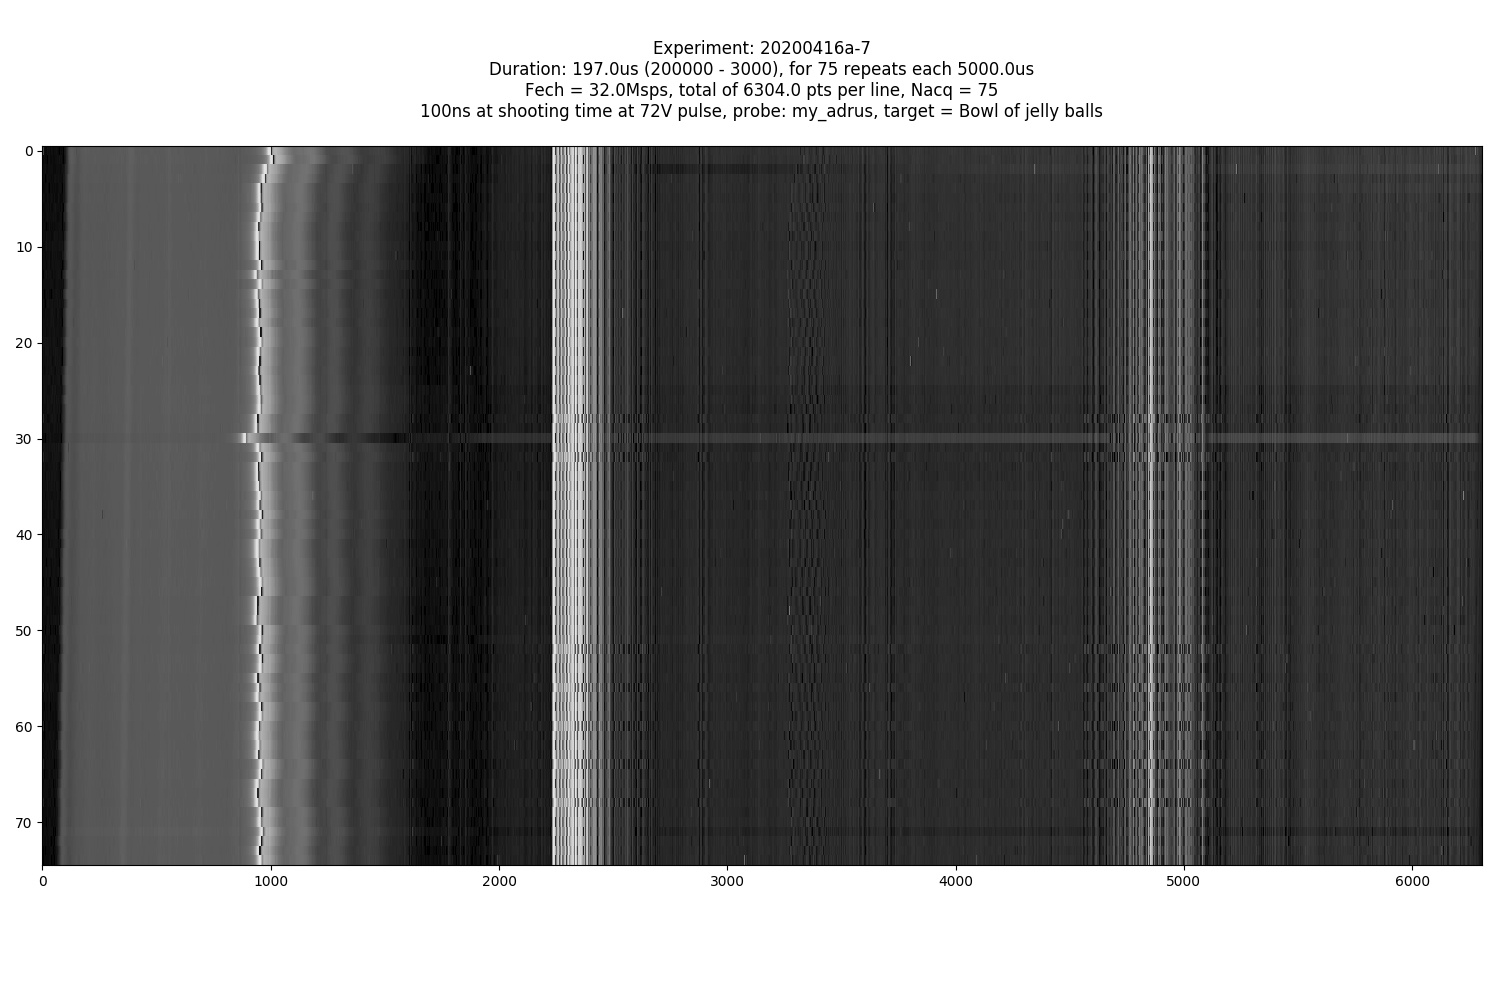 Experiment: 20200416a-7
Duration: 197.0us (200000 - 3000), for 75 repeats each 5000.0us
Fech = 32.0Msps, total of 6304.0 pts per line, Nacq = 75
100ns at shooting time at 72V pulse, probe: my_adrus, target = Bowl of jelly balls
0
10
20
30
40
50
60
70
0 1000 2000 3000 4000 5000 6000